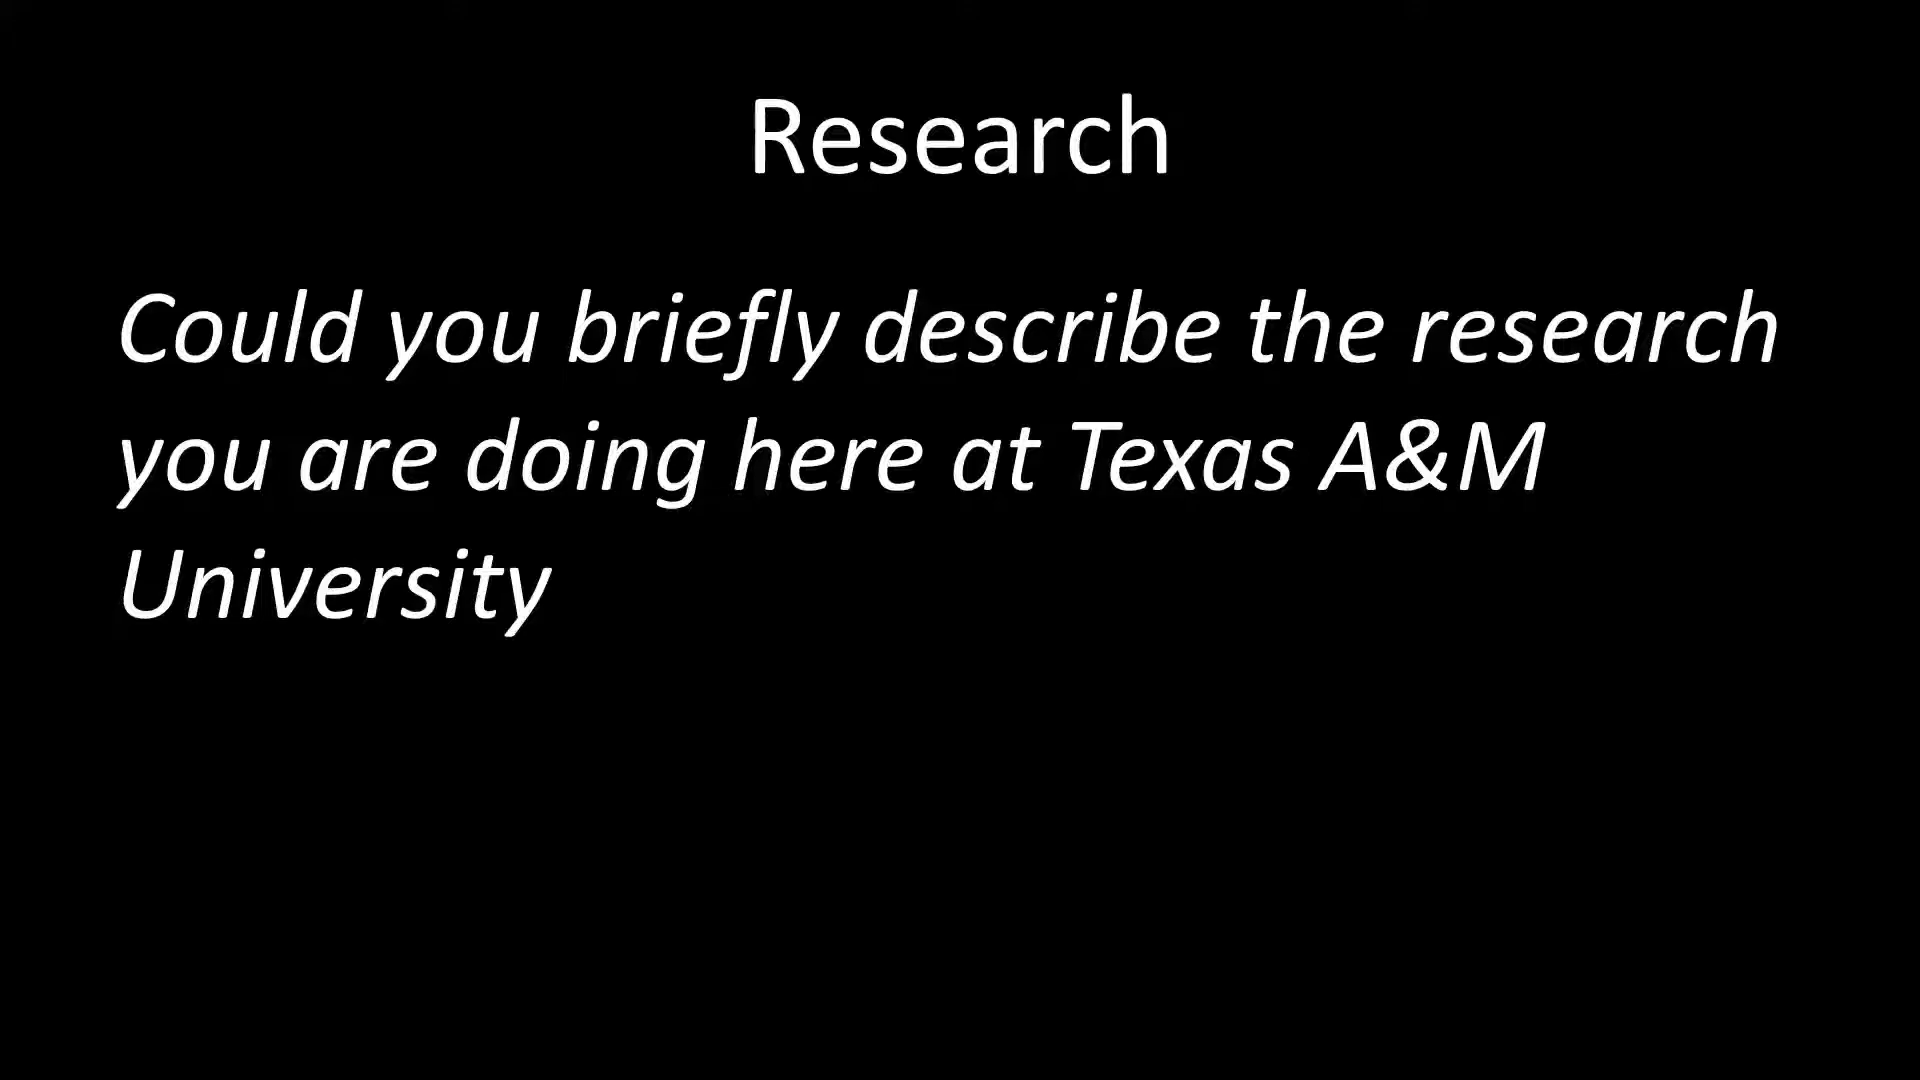 Research
Could you briefly describe the research
you are doing here at Texas A&M
University